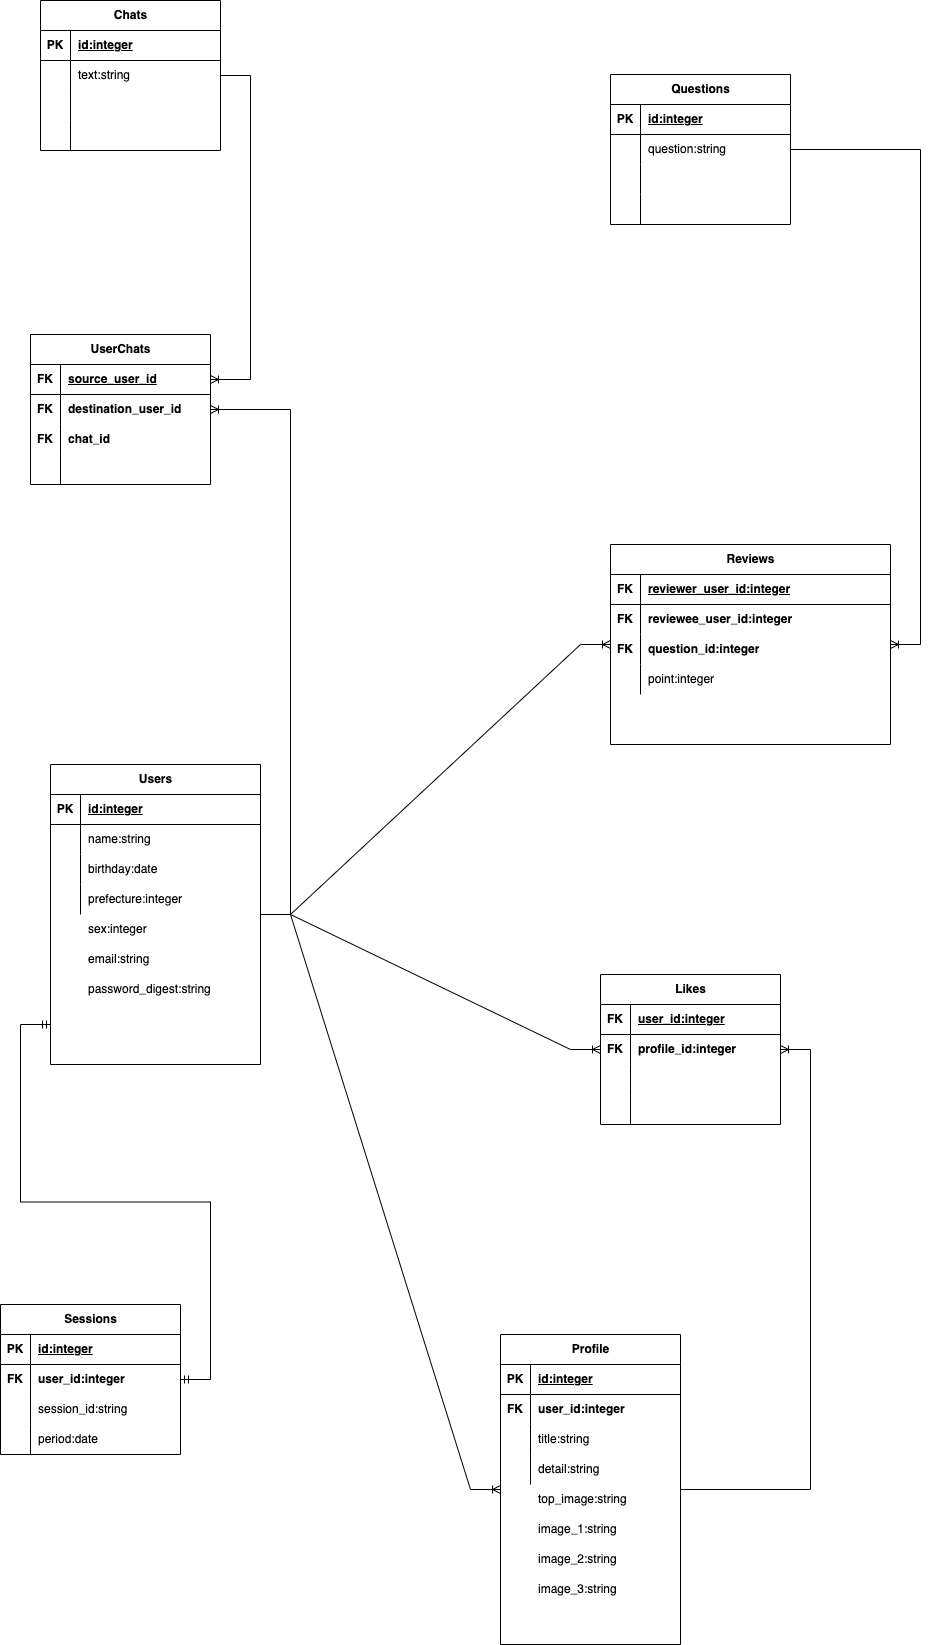 Chats
PK id:integer
text:string
Questions
PK id:integer
question:string
UserChats
FK source_user_id
FK destination_user_id
FK chat_id
Reviews
FK reviewer_user_id:integer
FK reviewee_user_id:integer
FK question_id:integer
point:integer
Users
PK id:integer
name:string
birthday:date
prefecture:integer
sex:integer
email:string
password_digest:string
Likes
FK user_id:integer
FK profile_id:integer
Sessions
PK id:integer
FK user_id:integer
session_id:string
period:date
Profile
PK id:integer
FK user_id:integer
title:string
detail:string
top_image:string
image_1:string
image_2:string
image_3:string